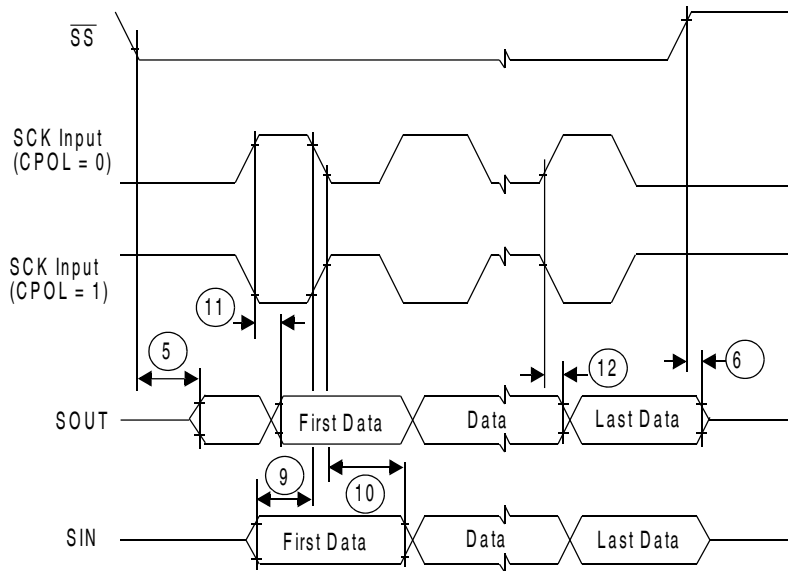 SS
SCK Input
(CPOL = 0)
SCK Input
(CPOL = 1)
11
5
12
6
SOUT
First Data
Data
Last Data
9
10
SIN
First Data
Data
Last Data